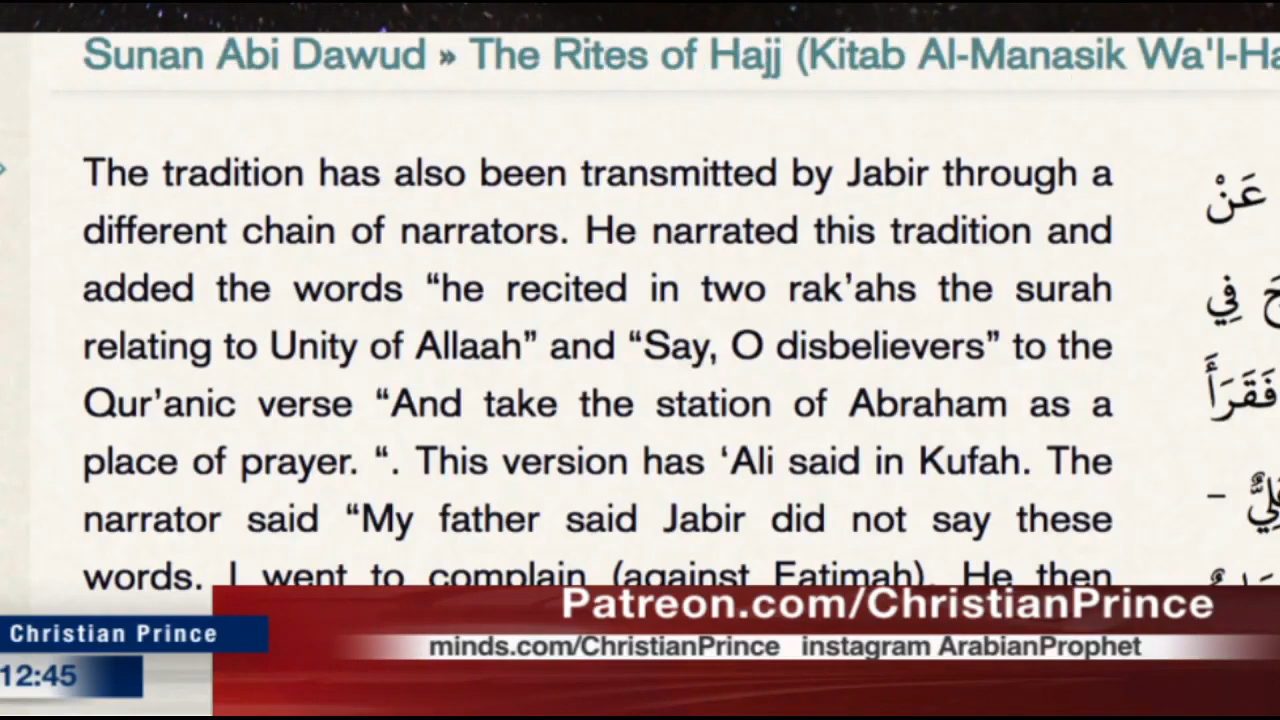 Sunan Abi Dawud » The Rites of Hajj (Kitab Al-Manasik Wa'l-Ha
The tradition has also been transmitted by Jabir through a
different chain of narrators. He narrated this tradition and
added the words “he recited in two rak’ahs the surah
relating to Unity of Allaah” and “Say, O disbelievers” to the
Qur’anic verse “And take the station of Abraham as a
place of prayer. “. This version has ‘Ali said in Kufah. The
narrator said “My father said Jabir did not say these
words. I went to complain (against Fatimah). He then
عَنْ
فِي
فَقَرَأَ
Patreon.com/ChristianPrince
Christian Prince
minds.com/ChristianPrince instagram ArabianProphet
12:45